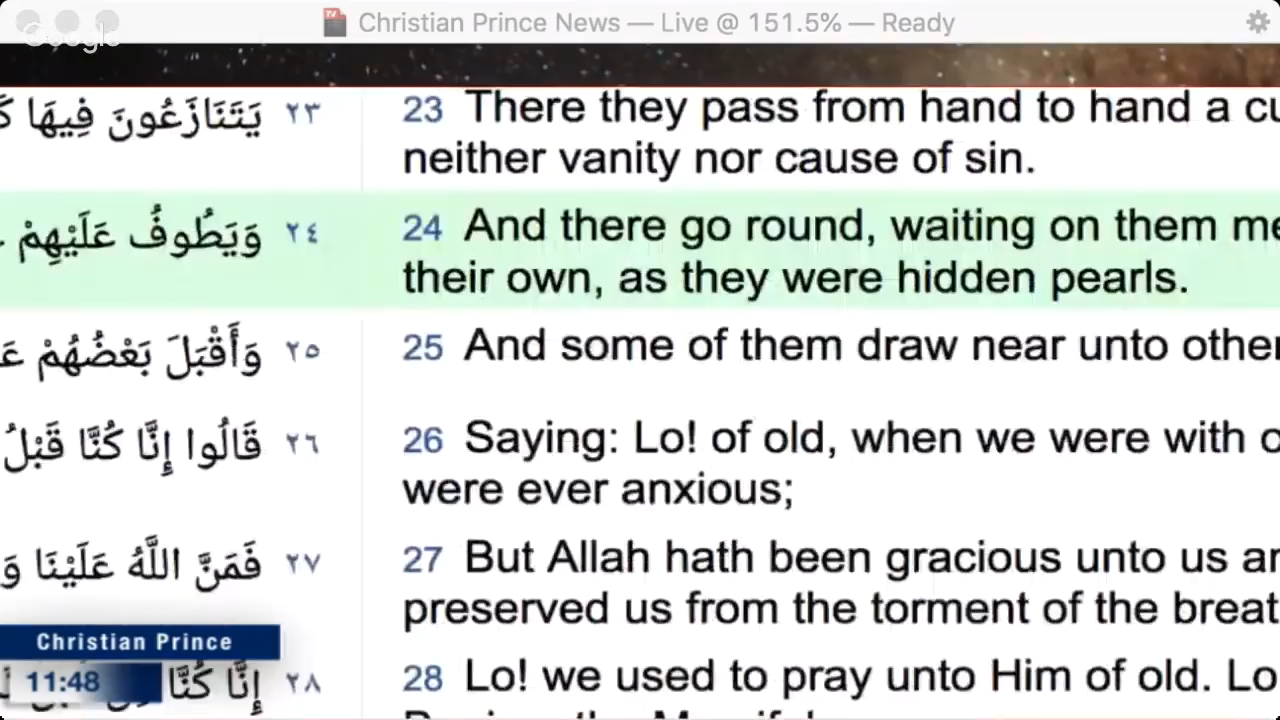 Christian Prince News — Live @ 151.5% — Ready
Google
يَتَنَازَعُونَ فِيهَا ٢٣
23 There they pass from hand to hand a
neither vanity nor cause of sin.
وَيَطُوفُ عَلَيْهِمْ ٢٤
24 And there go round, waiting on them
their own, as they were hidden pearls.
وَأَقْبَلَ بَعْضُهُمْ ٢٥
25 And some of them draw near unto
قَالُوا إِنَّا كُنَّا قَبْلُ ٢٦
26 Saying: Lo! of old, when we were with
were ever anxious;
فَمَنَّ اللَّهُ عَلَيْنَا ٢٧
27 But Allah hath been gracious unto us
preserved us from the torment of the
Christian Prince
11:48
إِنَّا كُنَّا ٢٨
28 Lo! we used to pray unto Him of old. Lo